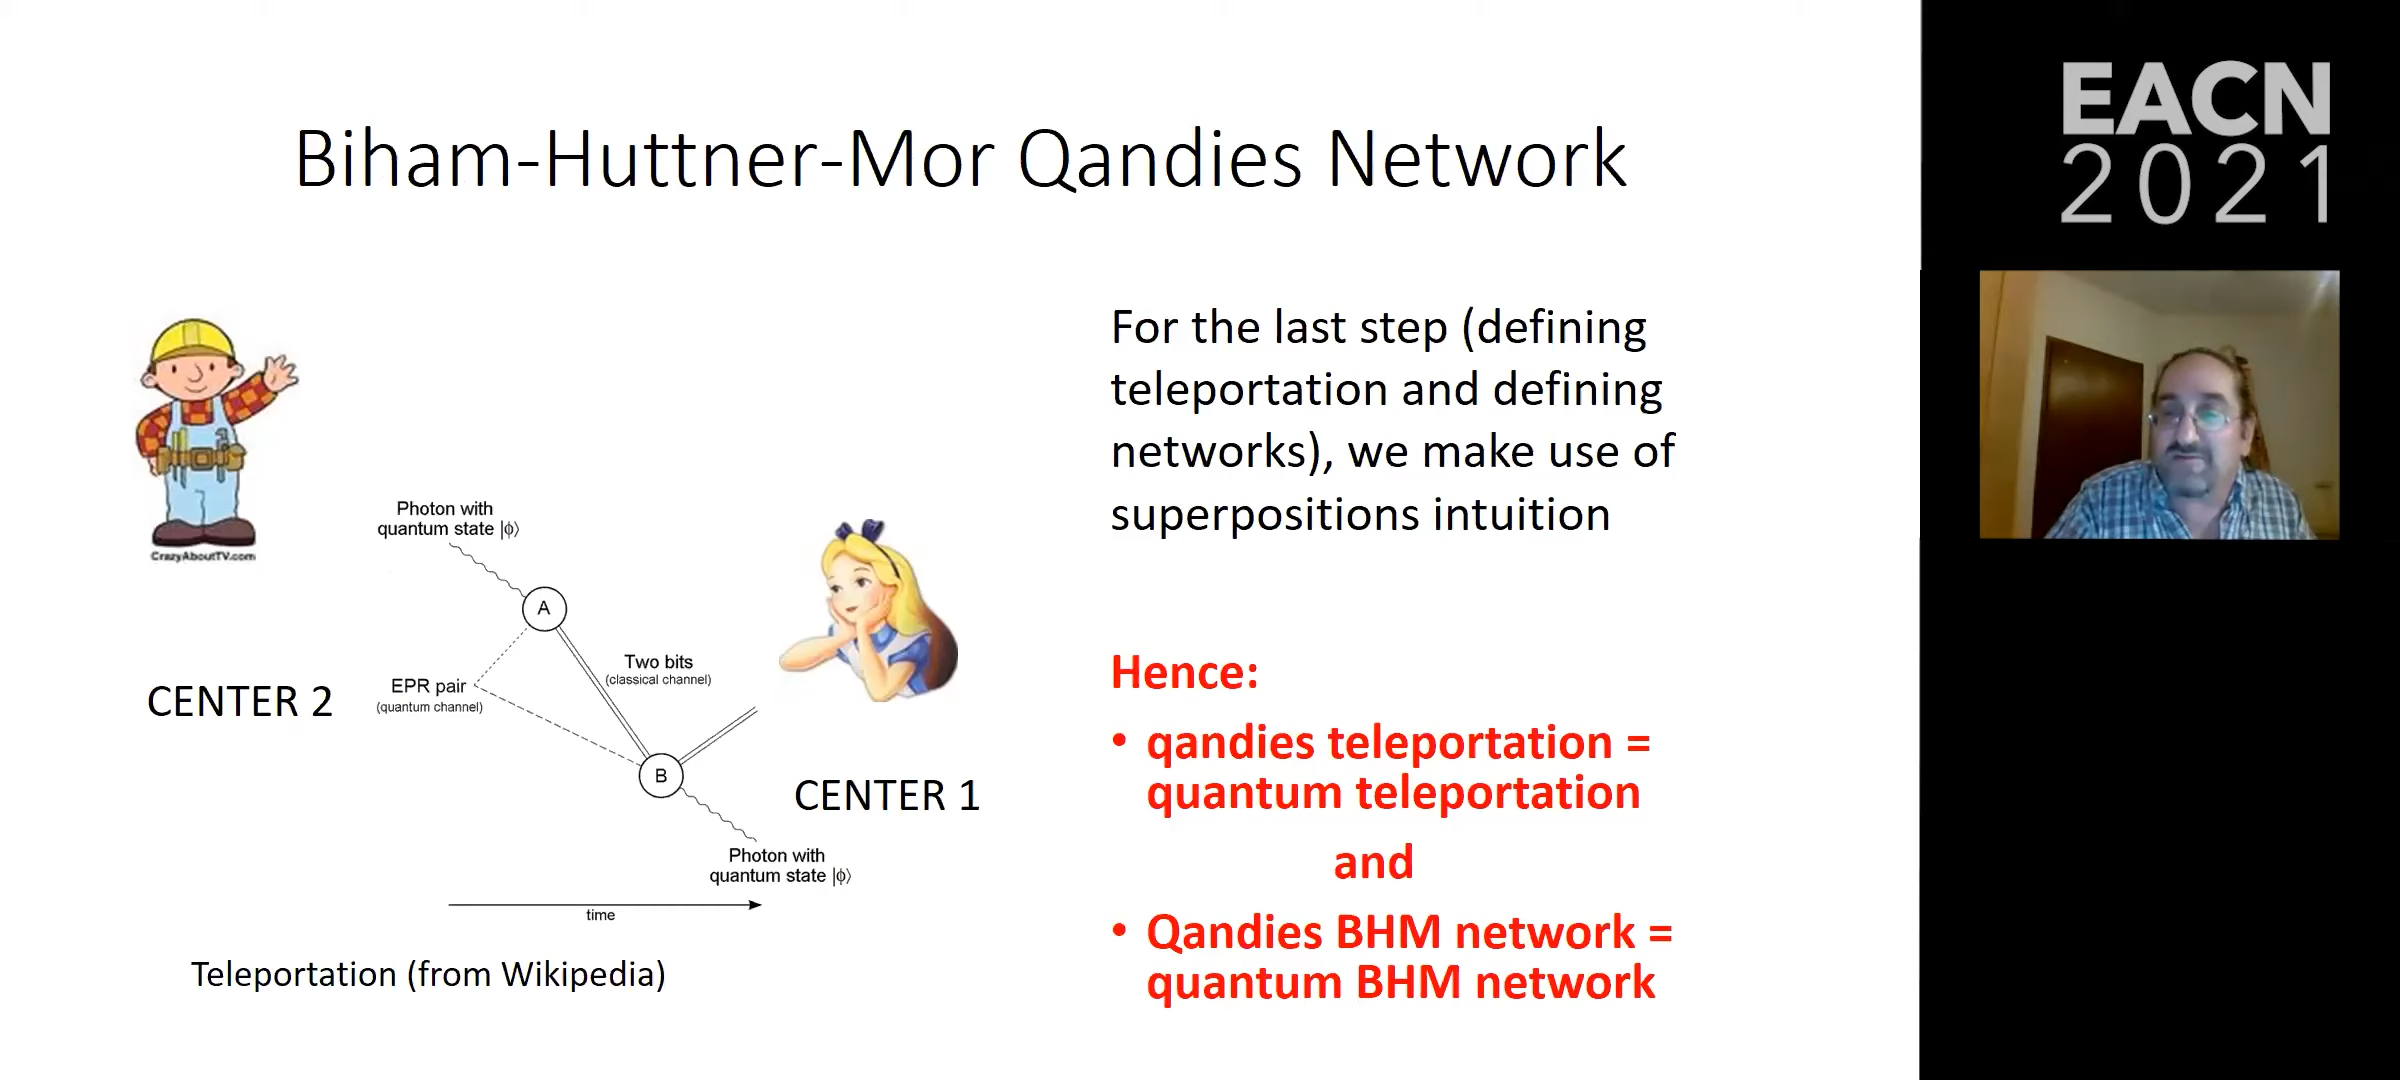 Biham-Huttner-Mor Qandies Network
EACN
2021
For the last step (defining
teleportation and defining
networks), we make use of
superpositions intuition
CrazyAboutTV.com
Photon with
quantum state |ϕ⟩
A
Two bits
(classical channel)
EPR pair
(quantum channel)
CENTER 2
B
CENTER 1
Photon with
quantum state |ϕ⟩
time
Teleportation (from Wikipedia)
Hence:
• qandies teleportation =
quantum teleportation
and
• Qandies BHM network =
quantum BHM network